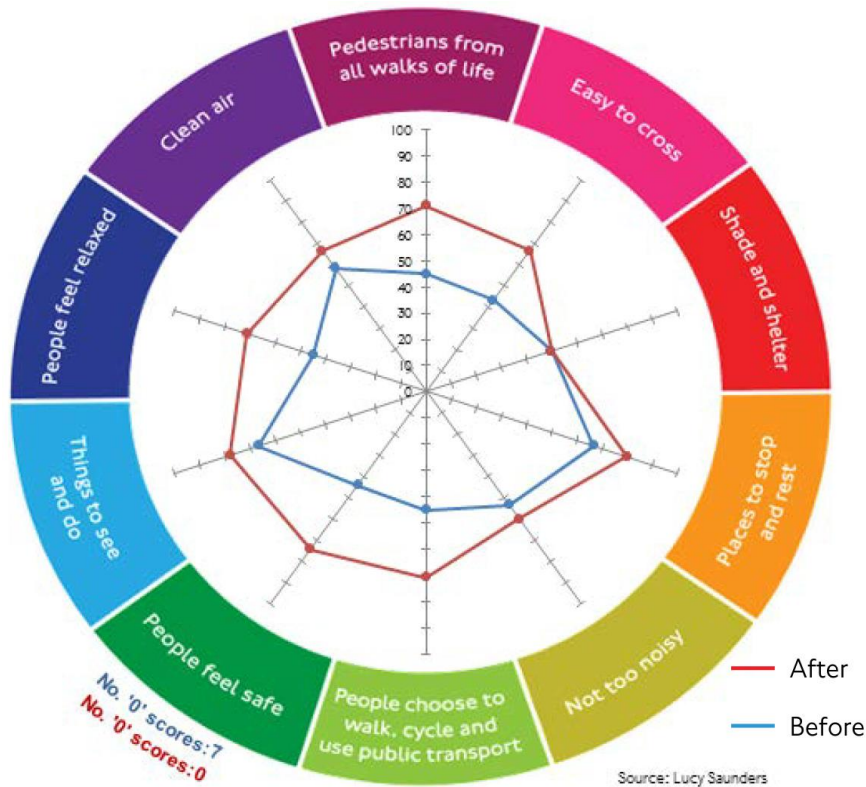 Pedestrians from
all walks of life
Easy to cross
Shade and shelter
Places to stop
and rest
Not too noisy
People choose to
walk, cycle and
use public transport
People feel safe
Things to see
and do
People feel relaxed
Clean air
100
90
80
70
60
50
40
30
20
10
0
No. '0' scores:7
No. '0' scores:0
After
Before
Source: Lucy Saunders